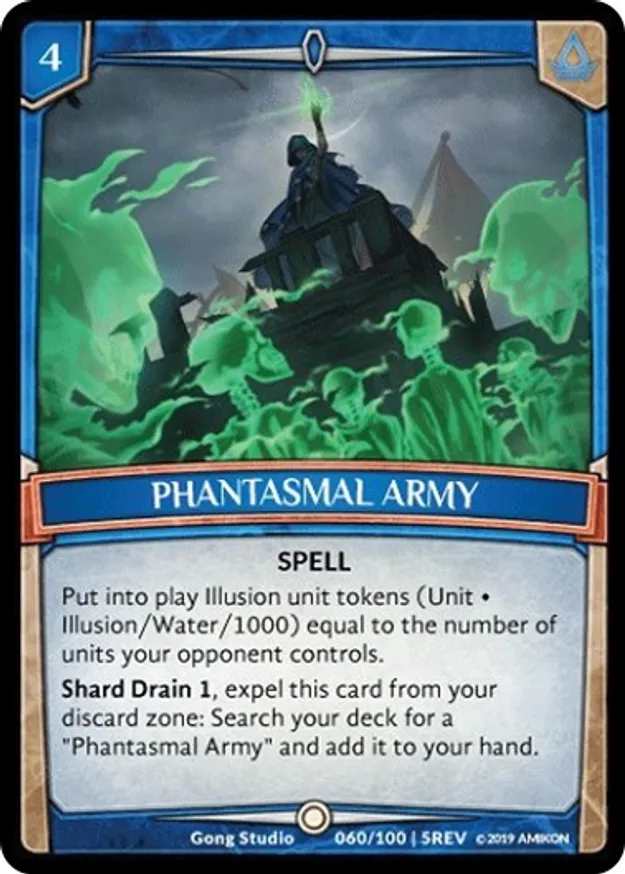 4
PHANTASMAL ARMY
SPELL
Put into play Illusion unit tokens (Unit •
Illusion/Water/1000) equal to the number of
units your opponent controls.
Shard Drain 1, expel this card from your
discard zone: Search your deck for a
"Phantasmal Army" and add it to your hand.
Gong Studio 060/100 | 5REV ©2019 AMIKON